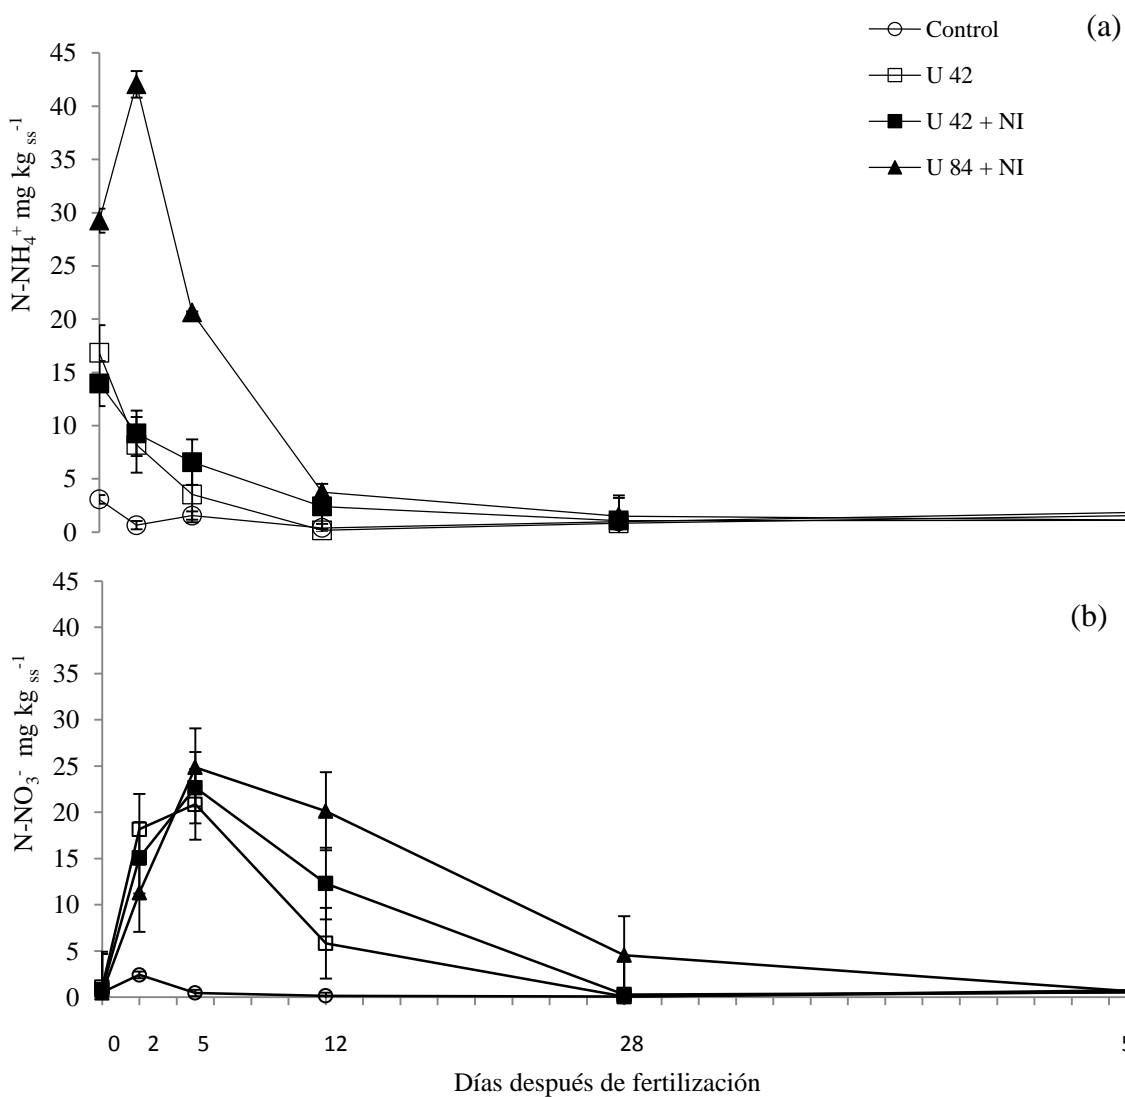 (a)
Control
U 42
U 42 + NI
U 84 + NI
N-NH₄⁺ mg kg ss⁻¹
45
40
35
30
25
20
15
10
5
0
(b)
N-NO₃⁻ mg kg ss⁻¹
45
40
35
30
25
20
15
10
5
0
0 2 5 12 28 5
Días después de fertilización